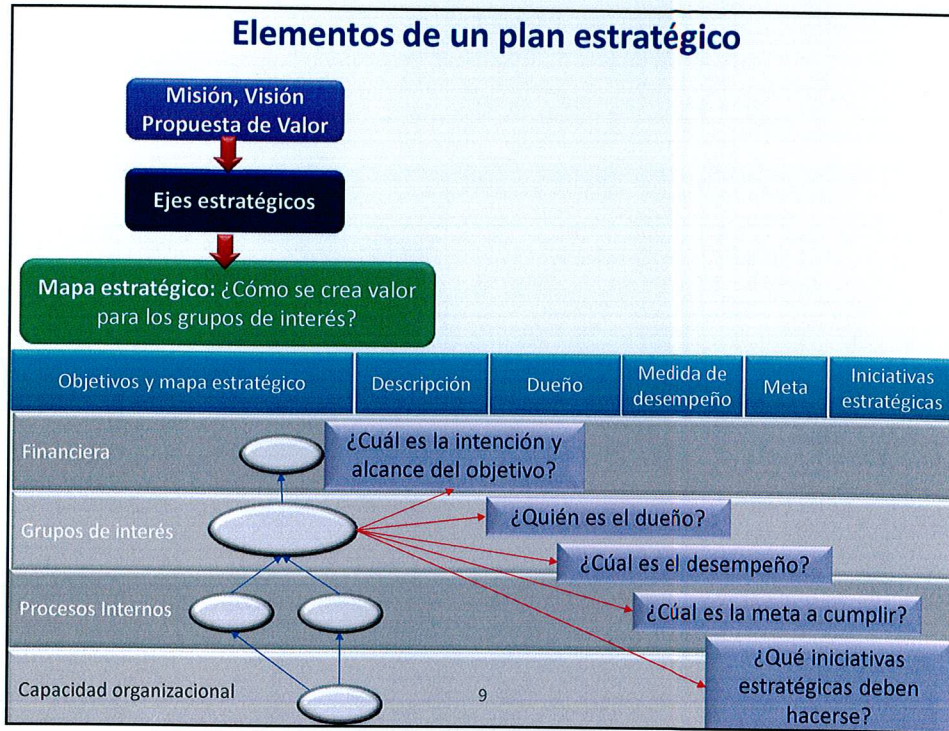 Elementos de un plan estratégico
Misión, Visión
Propuesta de Valor
Ejes estratégicos
Mapa estratégico: ¿Cómo se crea valor
para los grupos de interés?
Objetivos y mapa estratégico
Descripción
Dueño
Medida de
desempeño
Meta
Iniciativas
estratégicas
Financiera
¿Cuál es la intención y
alcance del objetivo?
Grupos de interés
¿Quién es el dueño?
¿Cúal es el desempeño?
Procesos Internos
¿Cúal es la meta a cumplir?
Capacidad organizacional
9
¿Qué iniciativas
estratégicas deben
hacerse?